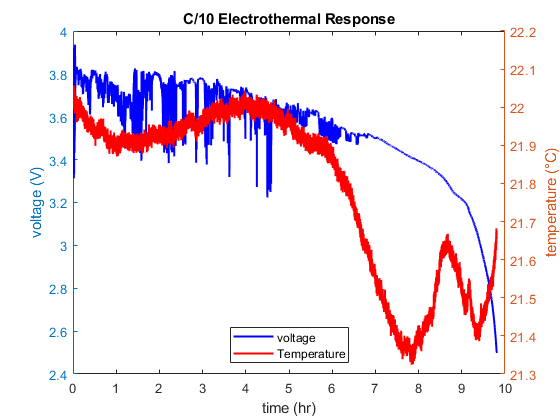 C/10 Electrothermal Response
4
3.8
3.6
3.4
3.2
3
2.8
2.6
2.4
voltage (V)
22.2
22.1
22
21.9
21.8
21.7
21.6
21.5
21.4
21.3
temperature (°C)
voltage
Temperature
0 1 2 3 4 5 6 7 8 9 10
time (hr)